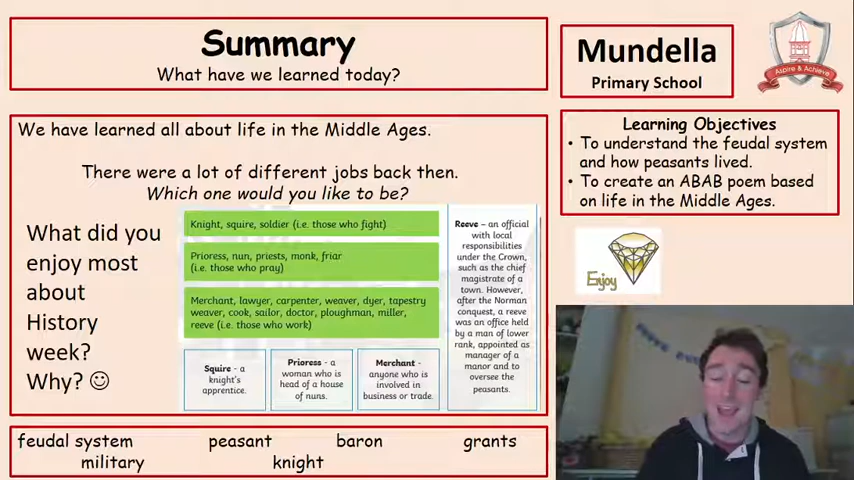 Summary
What have we learned today?
Mundella
Primary School
Aspire & Achieve
We have learned all about life in the Middle Ages.
There were a lot of different jobs back then.
Which one would you like to be?
What did you
enjoy most
about
History
week?
Why? ☺
Knight, squire, soldier (i.e. those who fight)
Prioress, nun, priests, monk, friar
(i.e. those who pray)
Merchant, lawyer, carpenter, weaver, dyer, tapestry
weaver, cook, sailor, doctor, ploughman, miller,
reeve (i.e. those who work)
Squire - a
knight's
apprentice.
Prioress - a
woman who is
head of a house
of nuns.
Merchant -
anyone who is
involved in
business or trade.
Reeve – an official
with local
responsibilities
under the Crown,
such as the chief
magistrate of a
town. However,
after the Norman
conquest, a reeve
was an office held
by a man of lower
rank, appointed as
manager of a
manor and to
oversee the
peasants.
Learning Objectives
• To understand the feudal system
and how peasants lived.
• To create an ABAB poem based
on life in the Middle Ages.
Enjoy
feudal system peasant baron grants
military knight